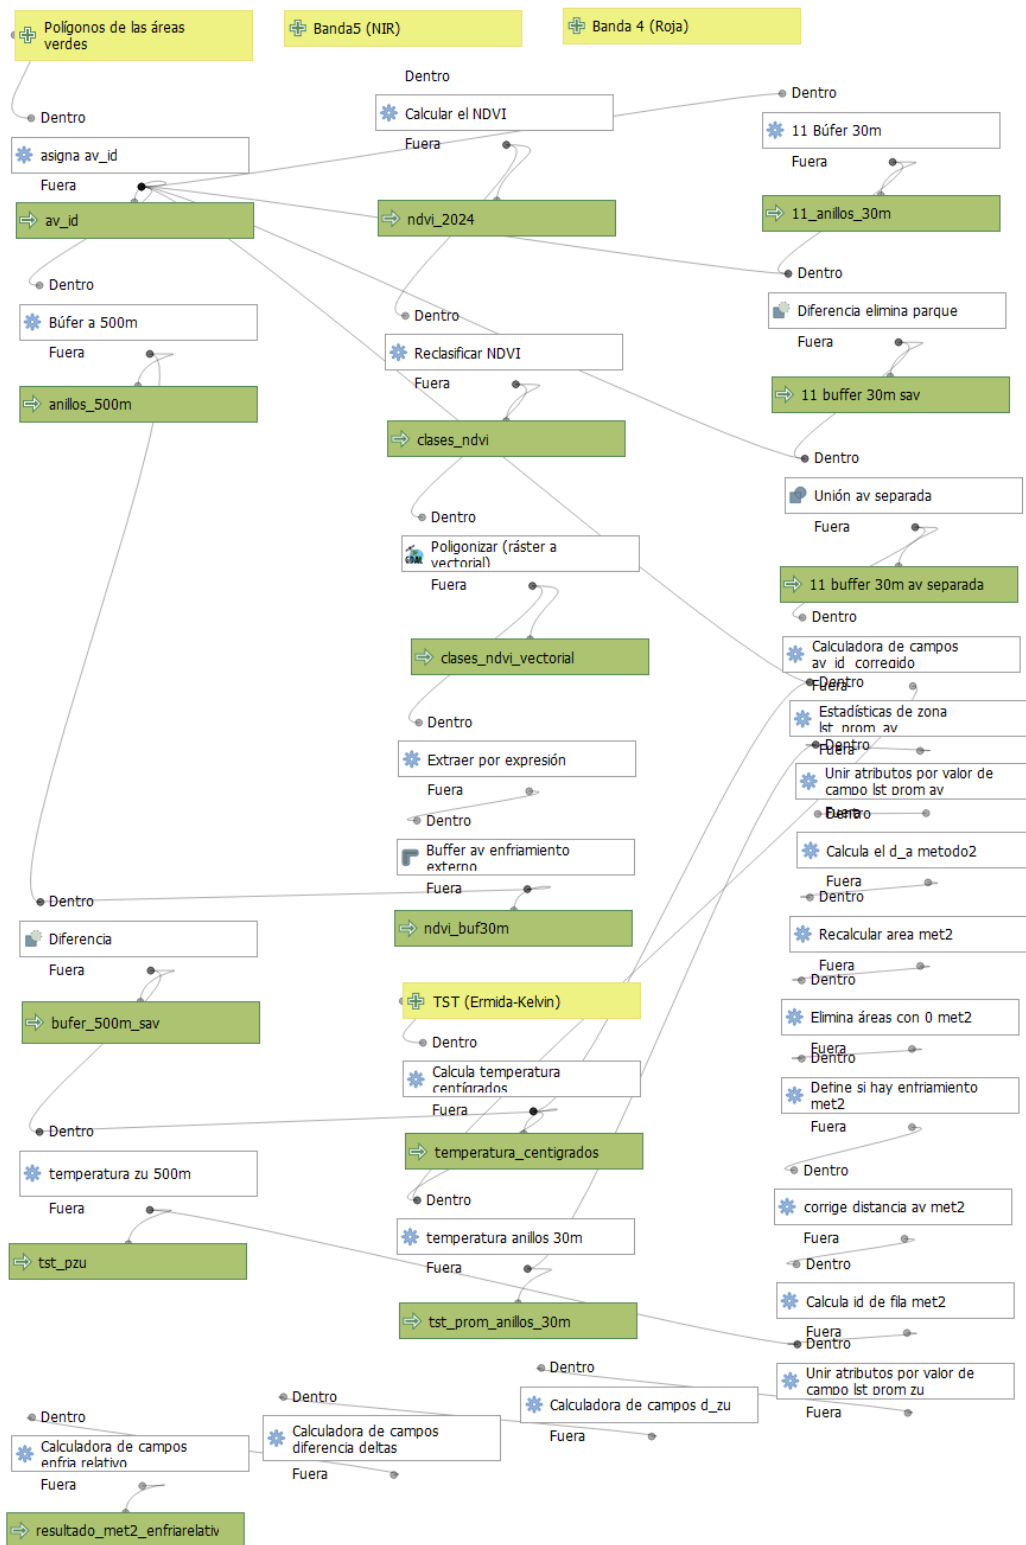 Polígonos de las áreas
verdes
Banda5 (NIR)
Banda 4 (Roja)
Dentro
asigna av_id
Fuera
av_id
Dentro
Búfer a 500m
Fuera
anillos_500m
Dentro
Diferencia
Fuera
bufer_500m_sav
Dentro
temperatura zu 500m
Fuera
tst_pzu
Dentro
Calcular el NDVI
Fuera
ndvi_2024
Dentro
Reclasificar NDVI
Fuera
clases_ndvi
Dentro
Poligonizar (ráster a
vectorial)
Fuera
clases_ndvi_vectorial
Dentro
Extraer por expresión
Fuera
Dentro
Buffer av enfriamiento
externo
Fuera
ndvi_buf30m
TST (Ermida-Kelvin)
Dentro
Calcula temperatura
centígrados
Fuera
temperatura_centigrados
Dentro
temperatura anillos 30m
Fuera
tst_prom_anillos_30m
Dentro
11 Búfer 30m
Fuera
11_anillos_30m
Dentro
Diferencia elimina parque
Fuera
11 buffer 30m sav
Dentro
Unión av separada
Fuera
11 buffer 30m av separada
Dentro
Calculadora de campos
av_id_corregido
Fuera
Dentro
Estadísticas de zona
lst_prom_av
Fuera
Dentro
Unir atributos por valor de
campo lst prom av
Fuera
Dentro
Calcula el d_a metodo2
Fuera
Dentro
Recalcular area met2
Fuera
Dentro
Elimina áreas con 0 met2
Fuera
Dentro
Define si hay enfriamiento
met2
Fuera
Dentro
corrige distancia av met2
Fuera
Dentro
Calcula id de fila met2
Fuera
Dentro
Unir atributos por valor de
campo lst prom zu
Fuera
Dentro
Calculadora de campos d_zu
Fuera
Dentro
Calculadora de campos
diferencia deltas
Fuera
Dentro
Calculadora de campos
enfria relativo
Fuera
resultado_met2_enfriarelativ